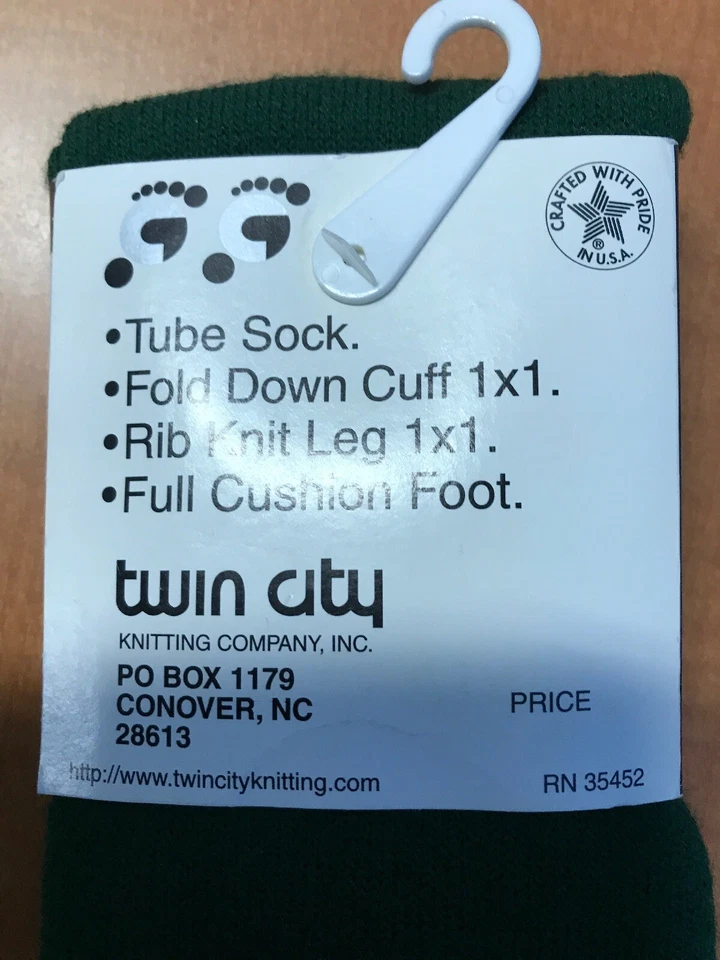 CRAFTED WITH PRIDE
®
IN U.S.A.
•Tube Sock.
•Fold Down Cuff 1x1.
•Rib Knit Leg 1x1.
•Full Cushion Foot.
twin city
KNITTING COMPANY, INC.
PO BOX 1179
CONOVER, NC
28613
PRICE
http://www.twincityknitting.com
RN 35452